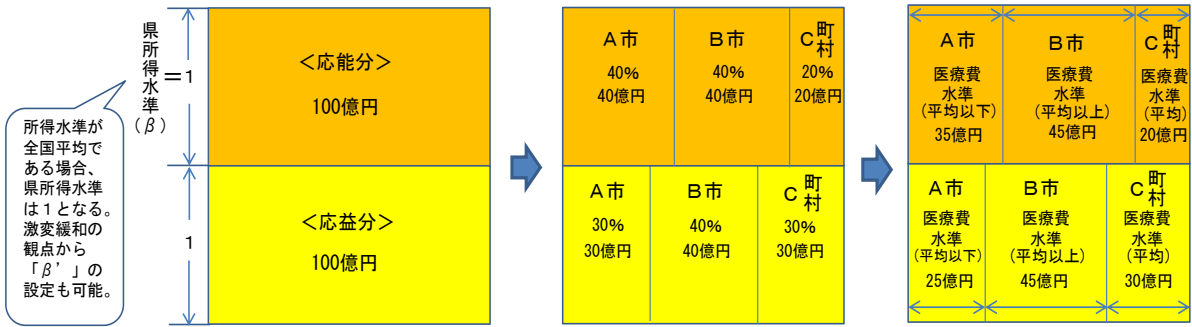 県所得水準(β)
＝1
所得水準が
全国平均で
ある場合、
県所得水準
は１となる。
激変緩和の
観点から
「β’」の
設定も可能。
1
＜応能分＞
100億円
＜応益分＞
100億円
Ａ市
40%
40億円
Ｂ市
40%
40億円
Ｃ町村
20%
20億円
Ａ市
30%
30億円
Ｂ市
40%
40億円
Ｃ町村
30%
30億円
Ａ市
医療費
水準
(平均以下)
35億円
Ｂ市
医療費
水準
(平均以上)
45億円
Ｃ町村
医療費
水準
(平均)
20億円
Ａ市
医療費
水準
(平均以下)
25億円
Ｂ市
医療費
水準
(平均以上)
45億円
Ｃ町村
医療費
水準
(平均)
30億円